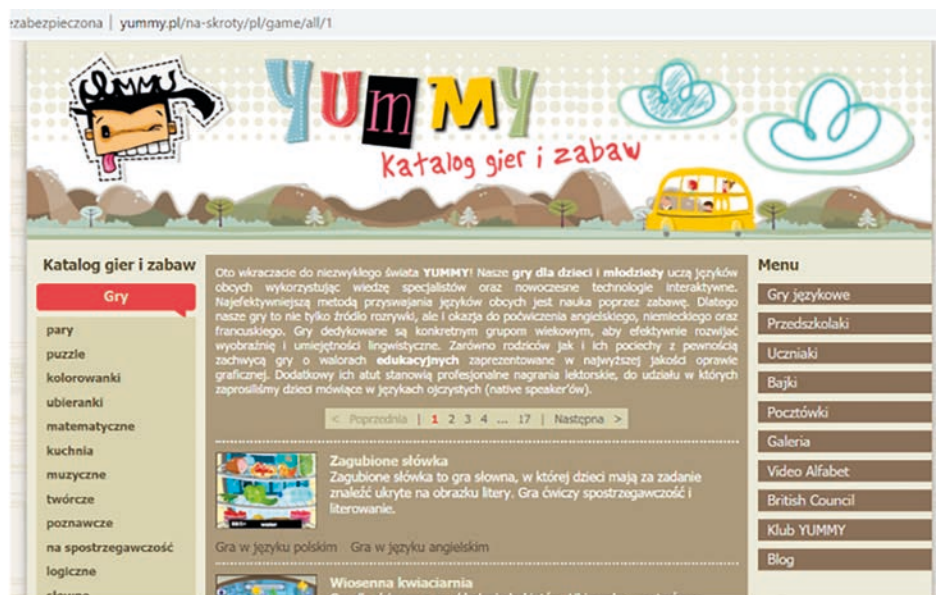 ezabezpieczona | yummy.pl/na-skroty/pl/game/all/1
YUMMY
YUMMY
Katalog gier i zabaw
Katalog gier i zabaw
Gry
pary
puzzle
kolorowanki
ubieranki
matematyczne
kuchnia
muzyczne
twórcze
poznawcze
na spostrzegawczość
logiczne
Oto wkraczacie do niezwykłego świata YUMMY! Nasze gry dla dzieci i młodzieży uczą języków
obcych wykorzystując wiedzę specjalistów oraz nowoczesne technologie interaktywne.
Najefektywniejszą metodą przyswajania języków obcych jest nauka poprzez zabawę. Dlatego
nasze gry to nie tylko źródło rozrywki, ale i okazja do poćwiczenia angielskiego, niemieckiego oraz
francuskiego. Gry dedykowane są konkretnym grupom wiekowym, aby efektywnie rozwijać
wyobraźnię i umiejętności lingwistyczne. Zarówno rodziców jak i ich pociechy z pewnością
zachwycą gry o walorach edukacyjnych zaprezentowane w najwyższej jakości oprawie
graficznej. Dodatkowy ich atut stanowią profesjonalne nagrania lektorskie, do udziału w których
zaprosiliśmy dzieci mówiące w językach ojczystych (native speaker'ów).
< Poprzednia | 1 2 3 4 ... 17 | Następna >
Zagubione słówka
Zagubione słówka to gra słowna, w której dzieci mają za zadanie
znaleźć ukryte na obrazku litery. Gra ćwiczy spostrzegawczość i
literowanie.
Gra w języku polskim Gra w języku angielskim
Wiosenna kwiaciarnia
Menu
Gry językowe
Przedszkolaki
Uczniaki
Bajki
Pocztówki
Galeria
Video Alfabet
British Council
Klub YUMMY
Blog